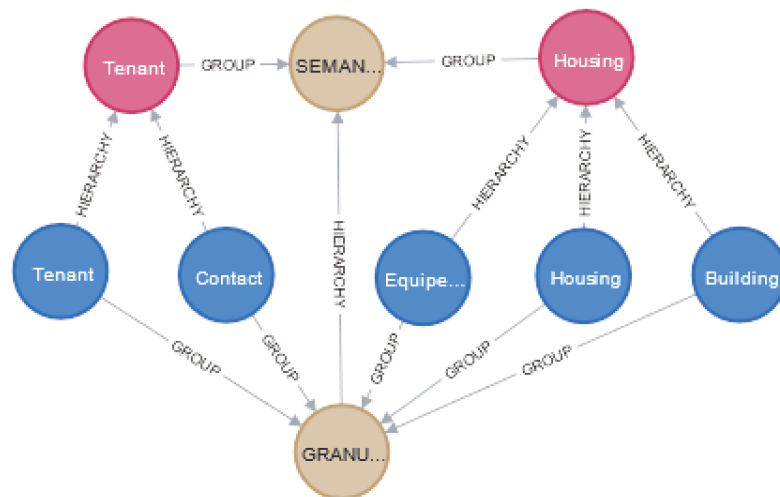 Tenant
GROUP
SEMAN...
GROUP
Housing
HIERARCHY
HIERARCHY
HIERARCHY
HIERARCHY
HIERARCHY
HIERARCHY
Tenant
Contact
Equipe...
Housing
Building
GROUP
GROUP
GROUP
GROUP
GROUP
GRANU...